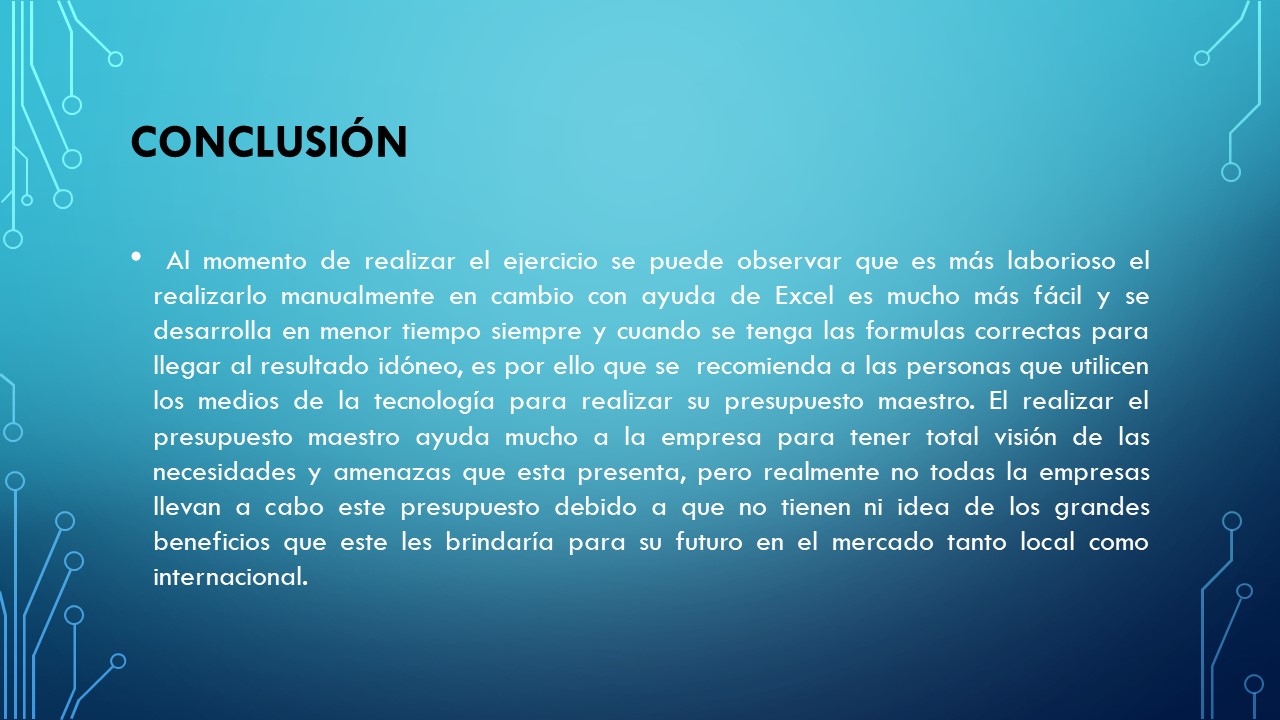 CONCLUSIÓN
• Al momento de realizar el ejercicio se puede observar que es más laborioso el
realizarlo manualmente en cambio con ayuda de Excel es mucho más fácil y se
desarrolla en menor tiempo siempre y cuando se tenga las formulas correctas para
llegar al resultado idóneo, es por ello que se recomienda a las personas que utilicen
los medios de la tecnología para realizar su presupuesto maestro. El realizar el
presupuesto maestro ayuda mucho a la empresa para tener total visión de las
necesidades y amenazas que esta presenta, pero realmente no todas la empresas
llevan a cabo este presupuesto debido a que no tienen ni idea de los grandes
beneficios que este les brindaría para su futuro en el mercado tanto local como
internacional.